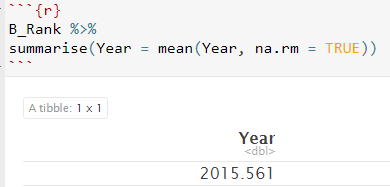 ```{r}
B_Rank %>%
summarise(Year = mean(Year, na.rm = TRUE))
```
A tibble: 1 x 1
Year
<dbl>
2015.561